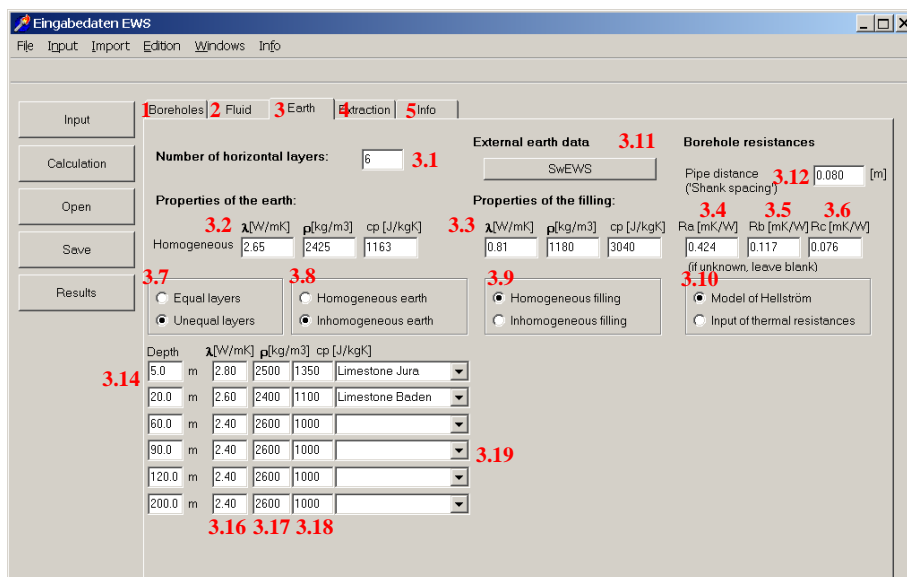 Eingabedaten EWS
File Input Import Edition Windows Info
Input
Calculation
Open
Save
Results
1 Boreholes 2 Fluid 3 Earth 4 Extraction 5 Info
Number of horizontal layers: 6 3.1
External earth data 3.11
SwEWS
Borehole resistances
Pipe distance 3.12 0.080 [m]
('Shank spacing')
Properties of the earth:
3.2 λ[W/mK] ρ[kg/m3] cp [J/kgK]
Homogeneous 2.65 2425 1163
Properties of the filling:
3.3 λ[W/mK] ρ[kg/m3] cp [J/kgK]
0.81 1180 3040
3.4 3.5 3.6
Ra [mK/W] Rb [mK/W] Rc [mK/W]
0.424 0.117 0.076
(if unknown, leave blank)
3.7
Equal layers
Unequal layers
3.8
Homogeneous earth
Inhomogeneous earth
3.9
Homogeneous filling
Inhomogeneous filling
3.10
Model of Hellström
Input of thermal resistances
Depth λ[W/mK] ρ[kg/m3] cp [J/kgK]
3.14 5.0 m 2.80 2500 1350 Limestone Jura
20.0 m 2.60 2400 1100 Limestone Baden
60.0 m 2.40 2600 1000
90.0 m 2.40 2600 1000 3.19
120.0 m 2.40 2600 1000
200.0 m 2.40 2600 1000
3.16 3.17 3.18